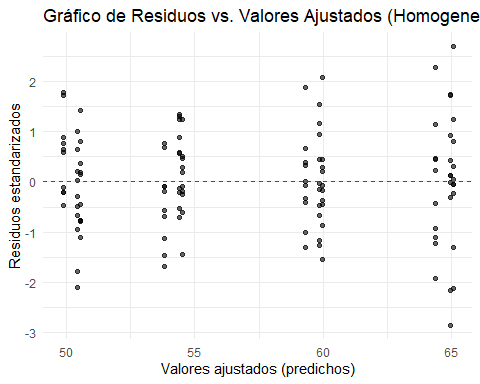 Gráfico de Residuos vs. Valores Ajustados (Homogene
Residuos estandarizados
2
1
0
-1
-2
-3
50 55 60 65
Valores ajustados (predichos)